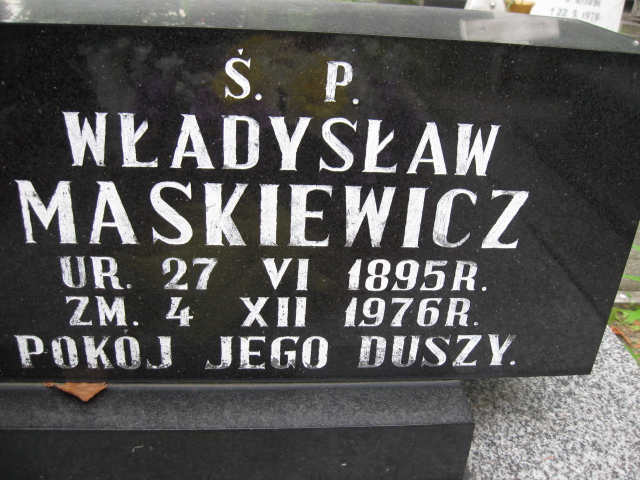 Ś. P.
WŁADYSŁAW
MASKIEWICZ
UR. 27 VI 1895R.
ZM. 4 XII 1976R.
POKÓJ JEGO DUSZY.